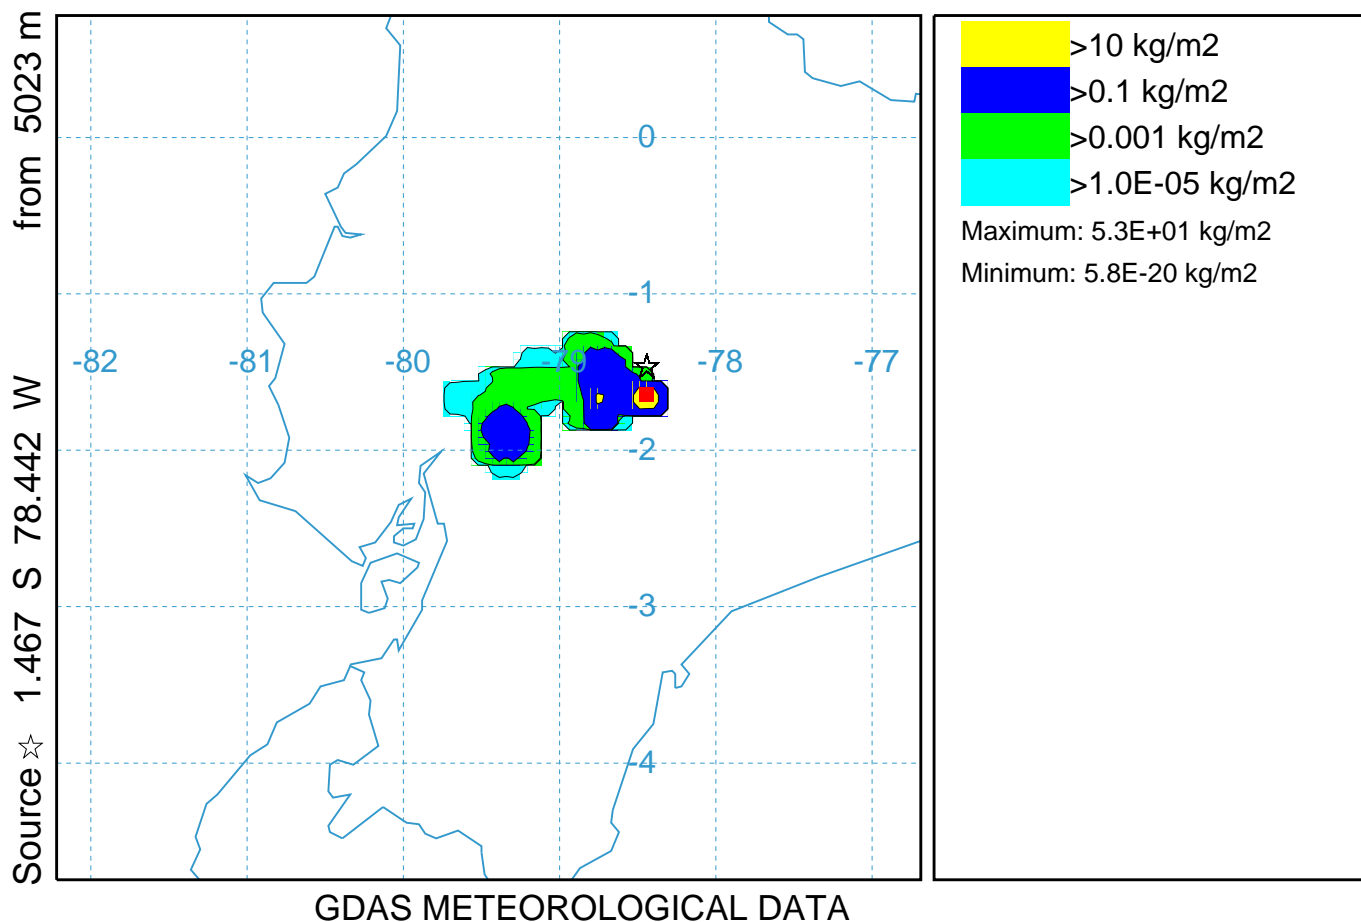 Source ☆ 1.467 S 78.442 W from 5023 m
>10 kg/m2
>0.1 kg/m2
>0.001 kg/m2
>1.0E-05 kg/m2
Maximum: 5.3E+01 kg/m2
Minimum: 5.8E-20 kg/m2
0
-1
-82 -81 -80 -79 -78 -77
-2
-3
-4
GDAS METEOROLOGICAL DATA